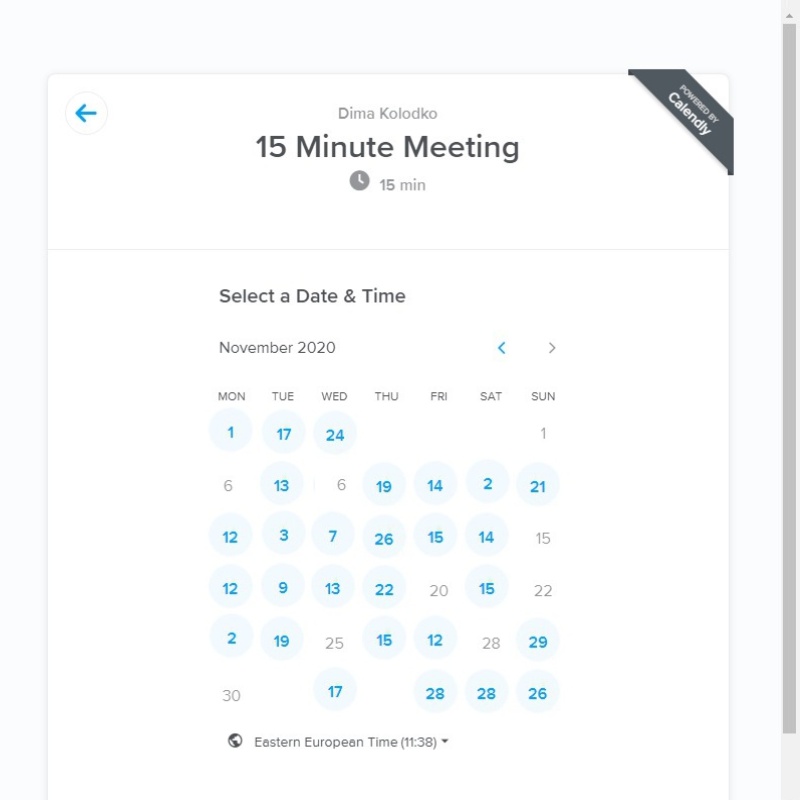 POWERED BY
Calendly
Dima Kolodko
15 Minute Meeting
15 min
Select a Date & Time
November 2020
MON TUE WED THU FRI SAT SUN
1 17 24 1
6 13 6 19 14 2 21
12 3 7 26 15 14 15
12 9 13 22 20 15 22
2 19 25 15 12 28 29
30 17 28 28 26
Eastern European Time (11:38)